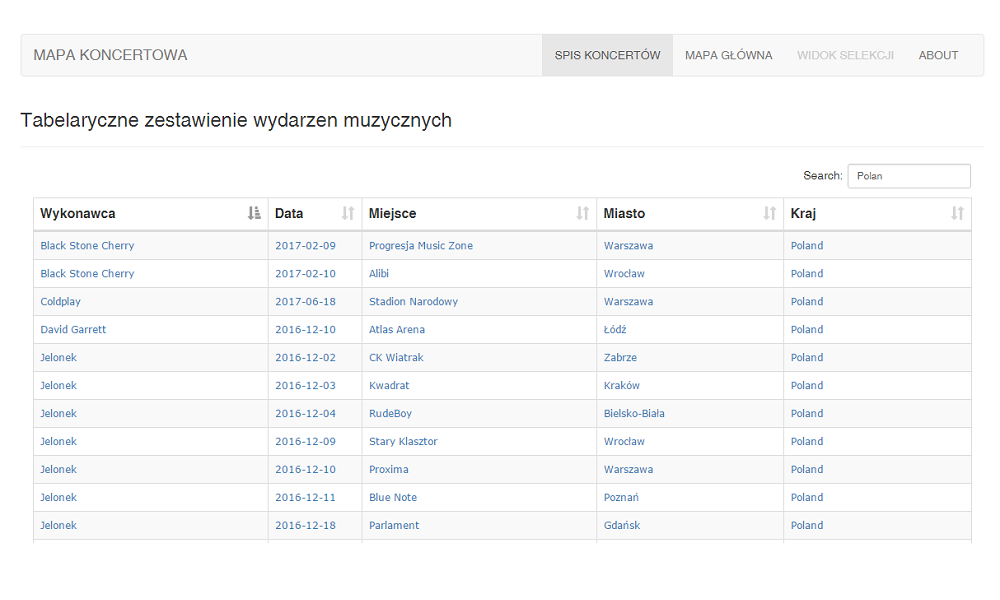 MAPA KONCERTOWA SPIS KONCERTÓW MAPA GŁÓWNA WIDOK SELEKCJI ABOUT
Tabelaryczne zestawienie wydarzen muzycznych
Search: Polan
Wykonawca Data Miejsce Miasto Kraj
Black Stone Cherry 2017-02-09 Progresja Music Zone Warszawa Poland
Black Stone Cherry 2017-02-10 Alibi Wrocław Poland
Coldplay 2017-06-18 Stadion Narodowy Warszawa Poland
David Garrett 2016-12-10 Atlas Arena Łódź Poland
Jelonek 2016-12-02 CK Wiatrak Zabrze Poland
Jelonek 2016-12-03 Kwadrat Kraków Poland
Jelonek 2016-12-04 RudeBoy Bielsko-Biała Poland
Jelonek 2016-12-09 Stary Klasztor Wrocław Poland
Jelonek 2016-12-10 Proxima Warszawa Poland
Jelonek 2016-12-11 Blue Note Poznań Poland
Jelonek 2016-12-18 Parlament Gdańsk Poland